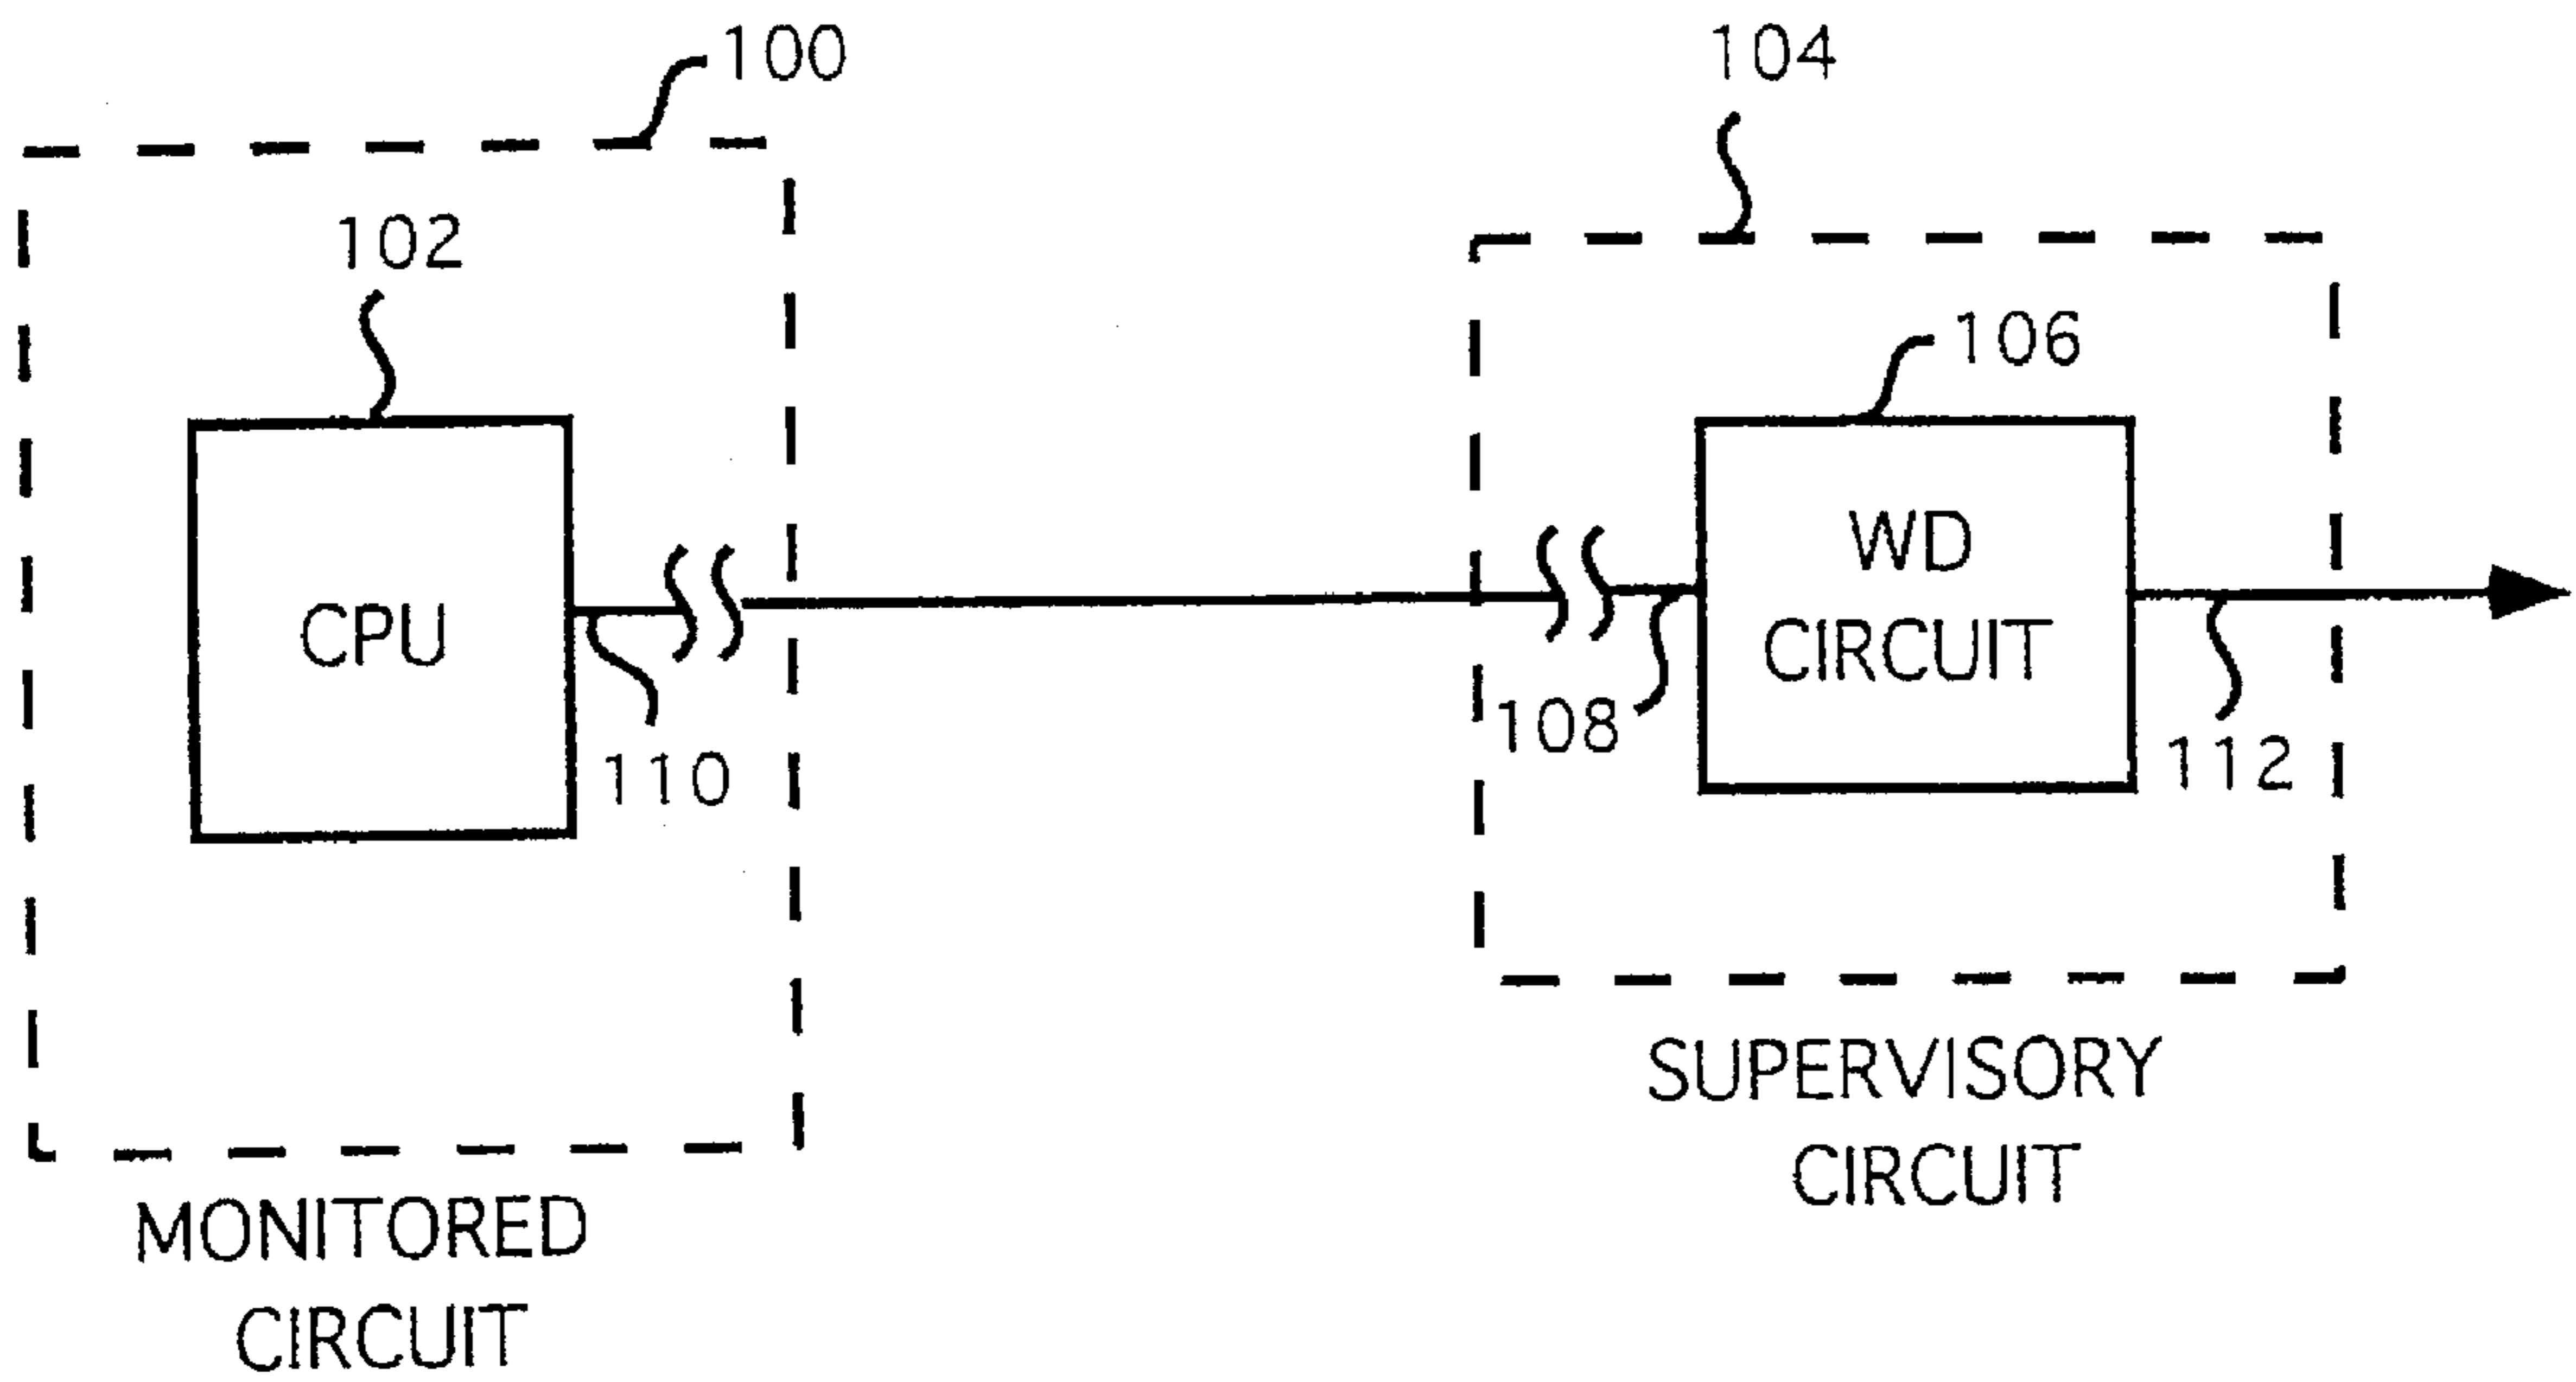 100
104
102
106
CPU
WD
CIRCUIT
110
108
112
MONITORED
CIRCUIT
SUPERVISORY
CIRCUIT